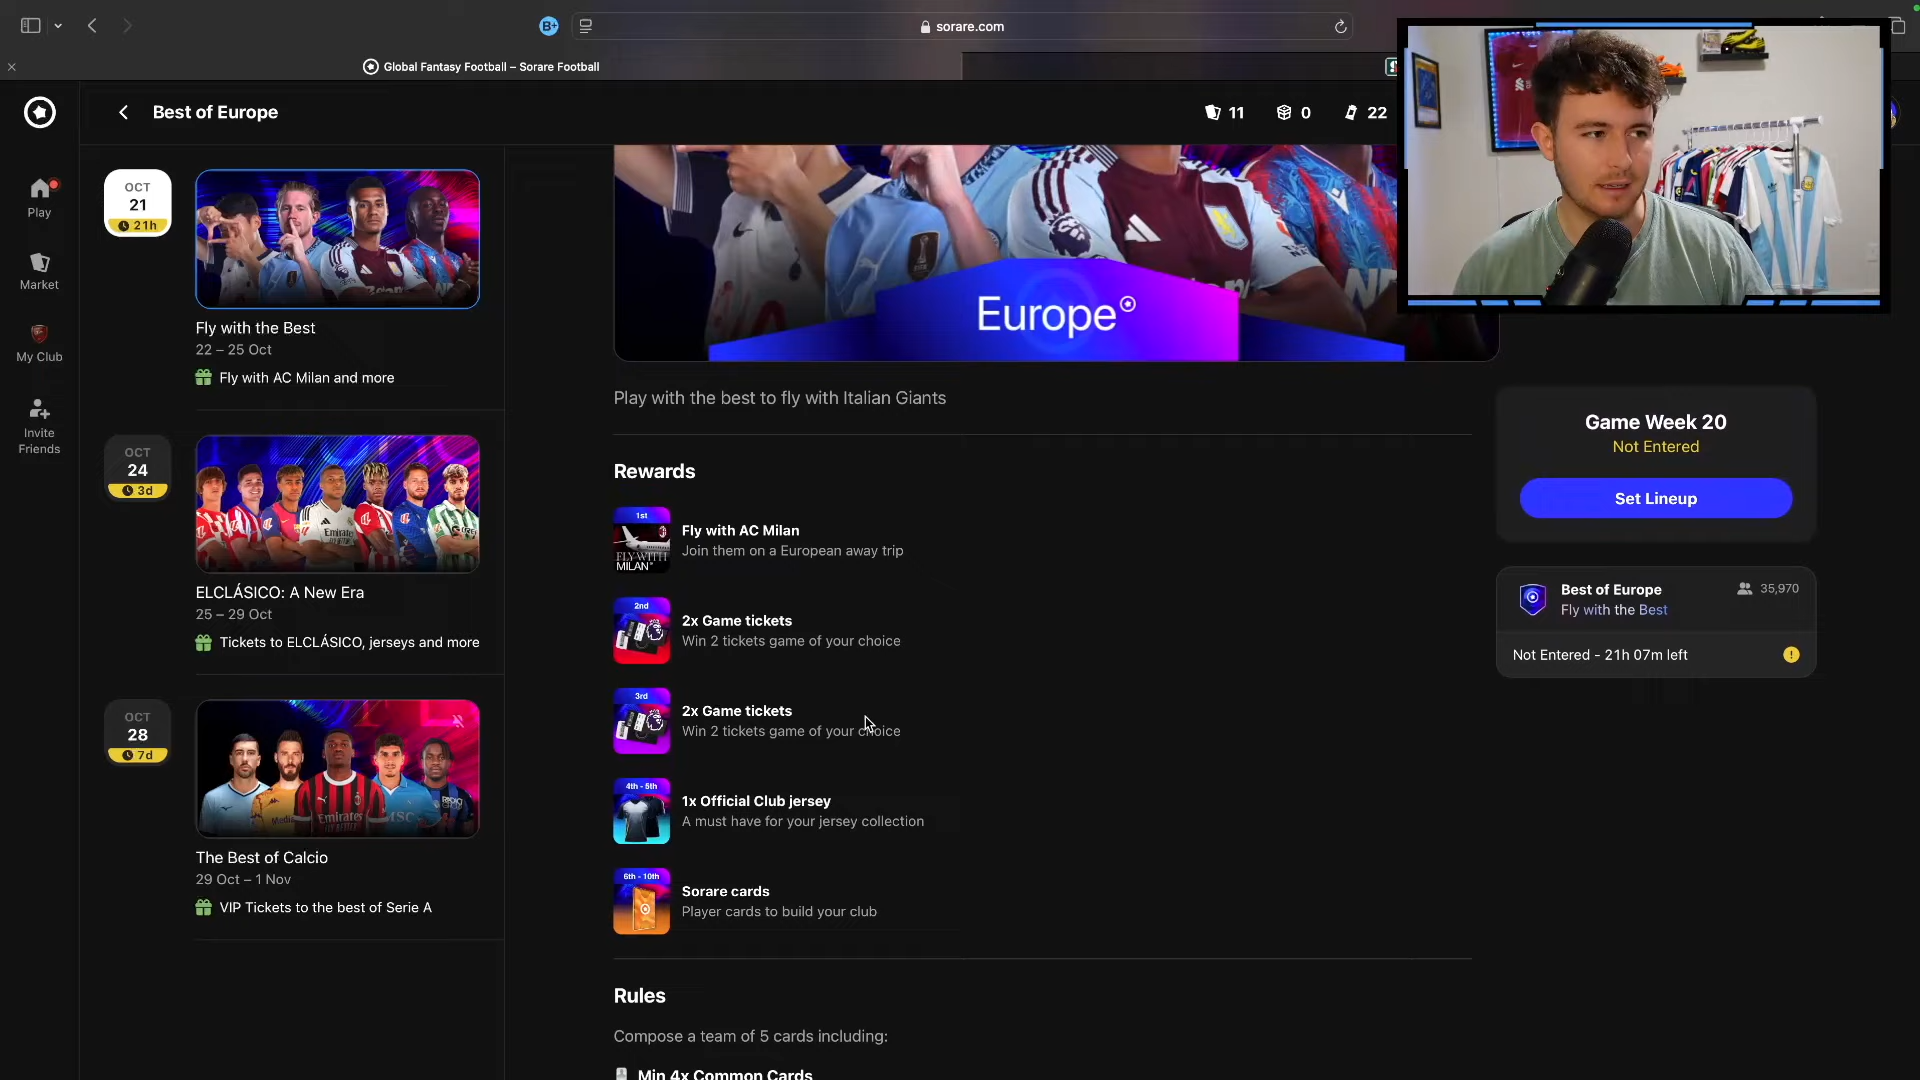 sorare.com
Global Fantasy Football – Sorare Football
Best of Europe
11
0
22
Play
Market
My Club
Invite
Friends
OCT
21
21h
Fly with the Best
22 – 25 Oct
Fly with AC Milan and more
OCT
24
3d
ELCLÁSICO: A New Era
25 – 29 Oct
Tickets to ELCLÁSICO, jerseys and more
OCT
28
7d
The Best of Calcio
29 Oct – 1 Nov
VIP Tickets to the best of Serie A
Europe
Play with the best to fly with Italian Giants
Rewards
1st
FLY WITH
MILAN
Fly with AC Milan
Join them on a European away trip
2nd
2x Game tickets
Win 2 tickets game of your choice
3rd
2x Game tickets
Win 2 tickets game of your choice
4th - 5th
1x Official Club jersey
A must have for your jersey collection
6th - 10th
Sorare cards
Player cards to build your club
Rules
Compose a team of 5 cards including:
Min 4x Common Cards
Game Week 20
Not Entered
Set Lineup
Best of Europe
35,970
Fly with the Best
Not Entered - 21h 07m left